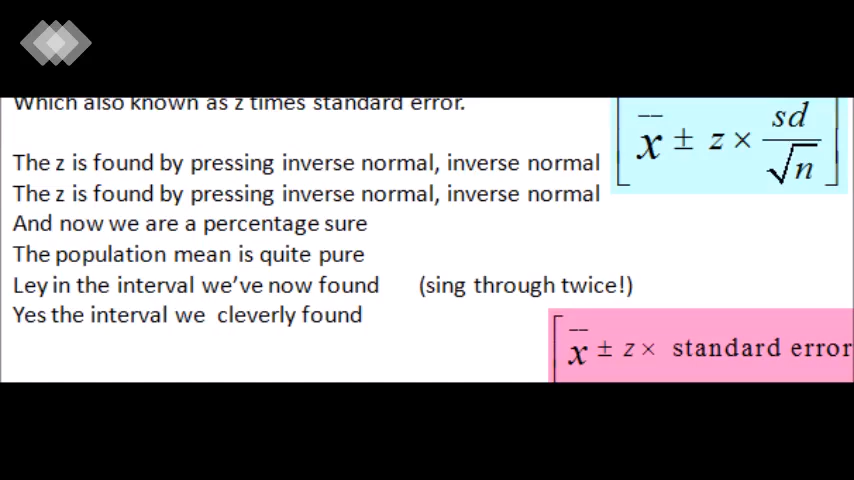 Which also known as z times standard error.
[x̄ ± z × sd/√n]
The z is found by pressing inverse normal, inverse normal
The z is found by pressing inverse normal, inverse normal
And now we are a percentage sure
The population mean is quite pure
Ley in the interval we've now found (sing through twice!)
Yes the interval we cleverly found
[x̄ ± z × standard error